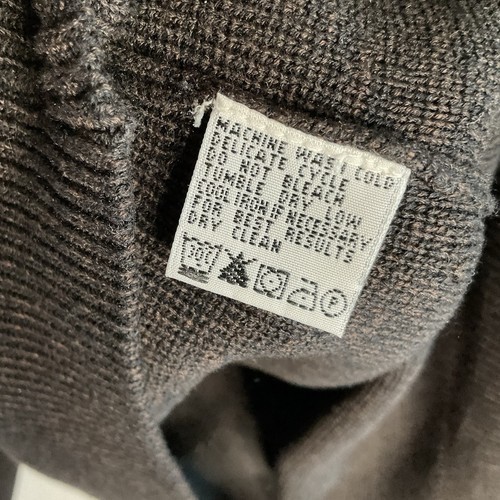 MACHINE WASH COLD
DELICATE CYCLE
DO NOT BLEACH
TUMBLE DRY LOW
COOL IRON IF NECESSARY
FOR BEST RESULTS
DRY CLEAN
30C
P